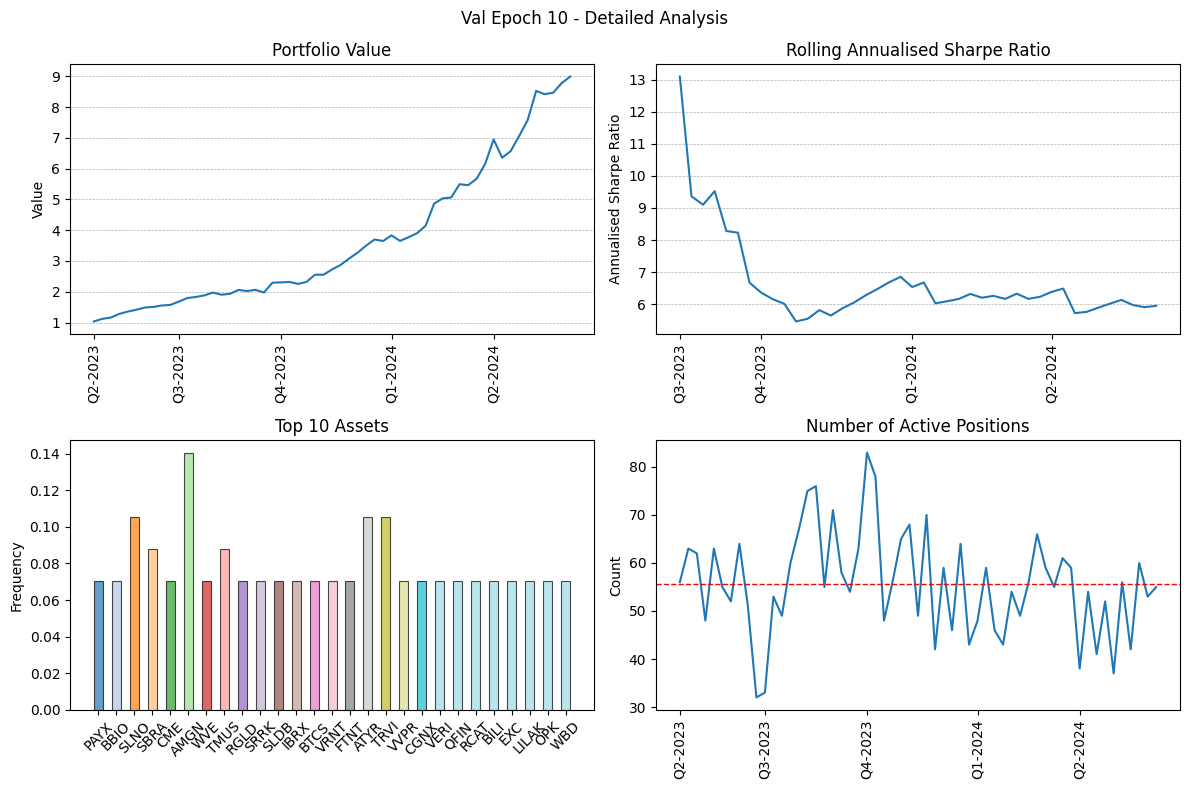 Val Epoch 10 - Detailed Analysis
Portfolio Value
Value
9
8
7
6
5
4
3
2
1
Q2-2023
Q3-2023
Q4-2023
Q1-2024
Q2-2024
Rolling Annualised Sharpe Ratio
Annualised Sharpe Ratio
13
12
11
10
9
8
7
6
Q3-2023
Q4-2023
Q1-2024
Q2-2024
Top 10 Assets
Frequency
0.14
0.12
0.10
0.08
0.06
0.04
0.02
0.00
PAYX
BBIO
SLNO
SBRA
CME
AMGN
WVE
TMUS
RGLD
SRRK
SLDB
IBRX
BTCS
VRNT
FTNT
ATYR
TRVI
VVPR
CGNX
VERI
QFIN
RCAT
BILI
EXC
LILAK
OPK
WBD
Number of Active Positions
Count
80
70
60
50
40
30
Q2-2023
Q3-2023
Q4-2023
Q1-2024
Q2-2024